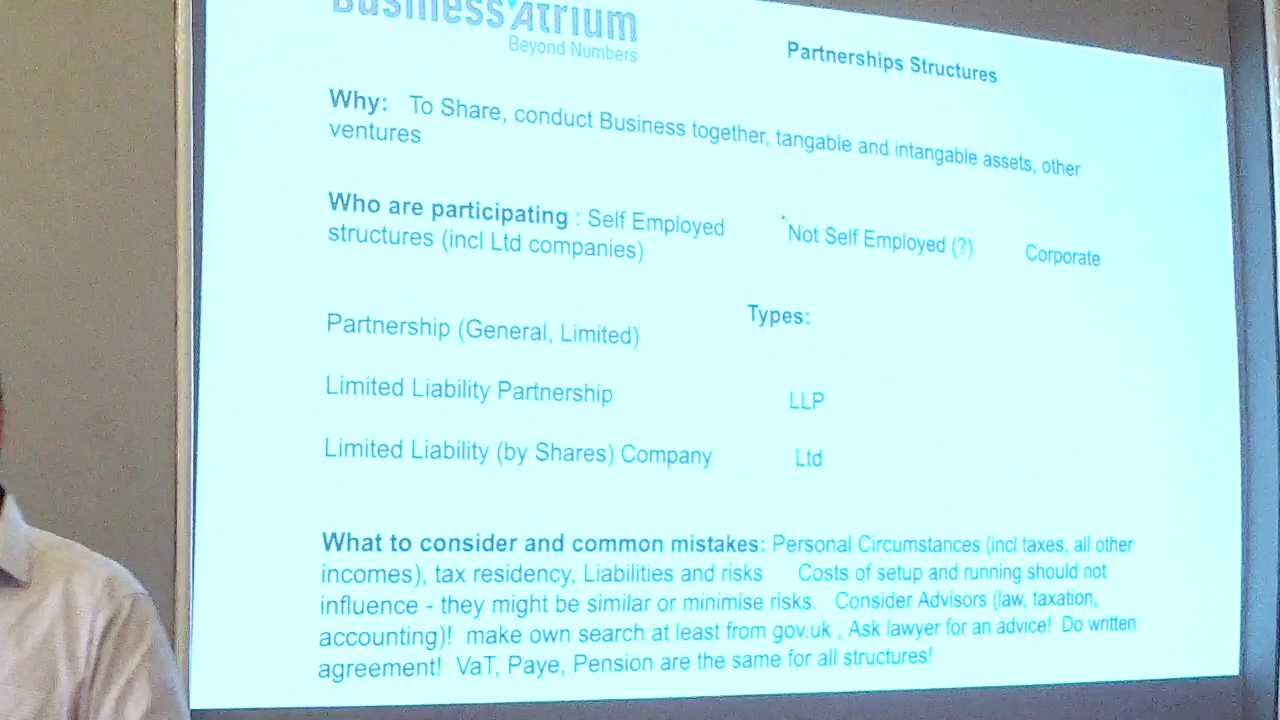 Business Atrium
Beyond Numbers
Partnerships Structures
Why: To Share, conduct Business together, tangable and intangable assets, other
ventures
Who are participating : Self Employed Not Self Employed (?) Corporate
structures (incl Ltd companies)
Types:
Partnership (General, Limited)
Limited Liability Partnership LLP
Limited Liability (by Shares) Company Ltd
What to consider and common mistakes: Personal Circumstances (incl taxes, all other
incomes), tax residency, Liabilities and risks Costs of setup and running should not
influence - they might be similar or minimise risks. Consider Advisors (law, taxation,
accounting)! make own search at least from gov.uk , Ask lawyer for an advice! Do written
agreement! VaT, Paye, Pension are the same for all structures!